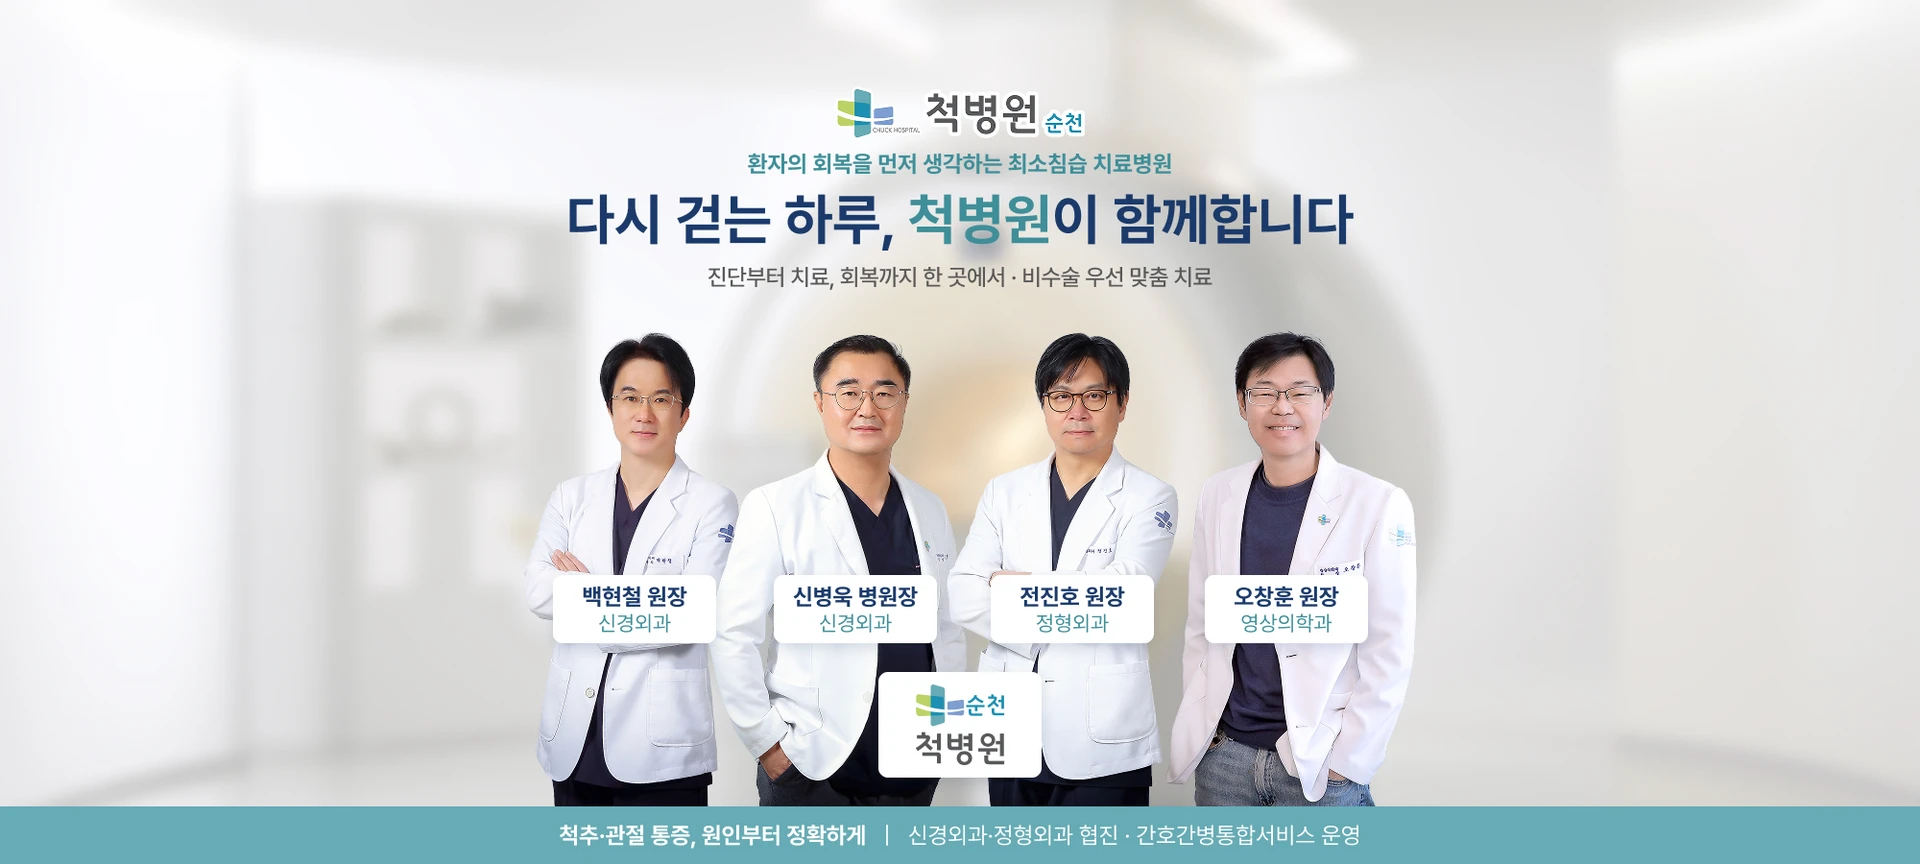 CHUCK HOSPITAL
척병원 순천
환자의 회복을 먼저 생각하는 최소침습 치료병원
다시 걷는 하루, 척병원이 함께합니다
진단부터 치료, 회복까지 한 곳에서 · 비수술 우선 맞춤 치료
백현철 원장
신경외과
신병욱 병원장
신경외과
전진호 원장
정형외과
오창훈 원장
영상의학과
순천
척병원
척추·관절 통증, 원인부터 정확하게 | 신경외과·정형외과 협진 · 간호간병통합서비스 운영